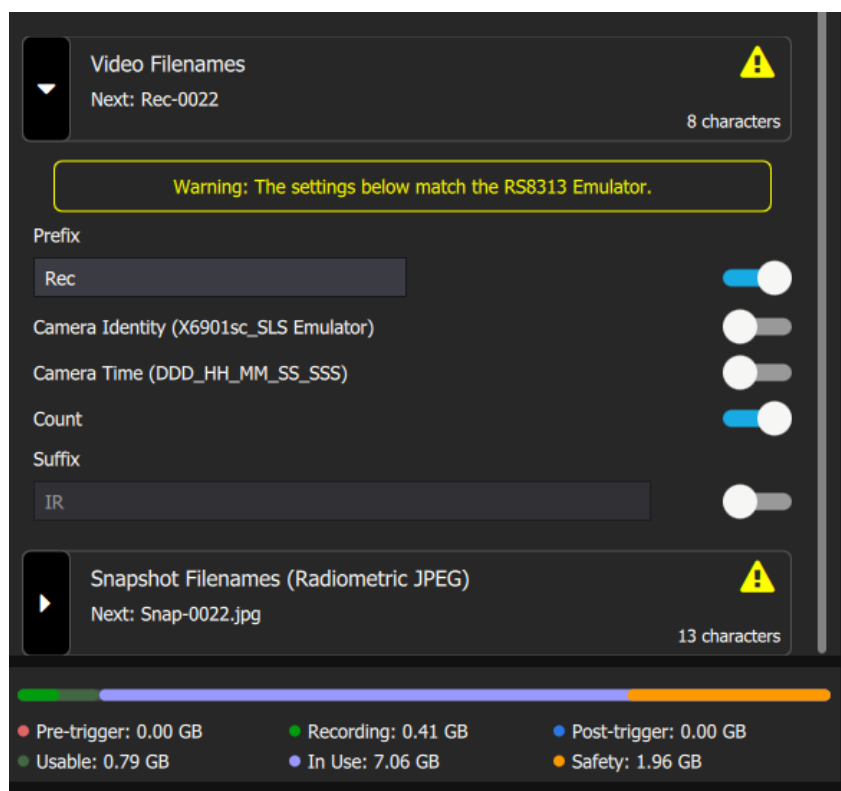 Video Filenames
Next: Rec-0022
8 characters
Warning: The settings below match the RS8313 Emulator.
Prefix
Rec
Camera Identity (X6901sc_SLS Emulator)
Camera Time (DDD_HH_MM_SS_SSS)
Count
Suffix
IR
Snapshot Filenames (Radiometric JPEG)
Next: Snap-0022.jpg
13 characters
Pre-trigger: 0.00 GB Recording: 0.41 GB Post-trigger: 0.00 GB
Usable: 0.79 GB In Use: 7.06 GB Safety: 1.96 GB